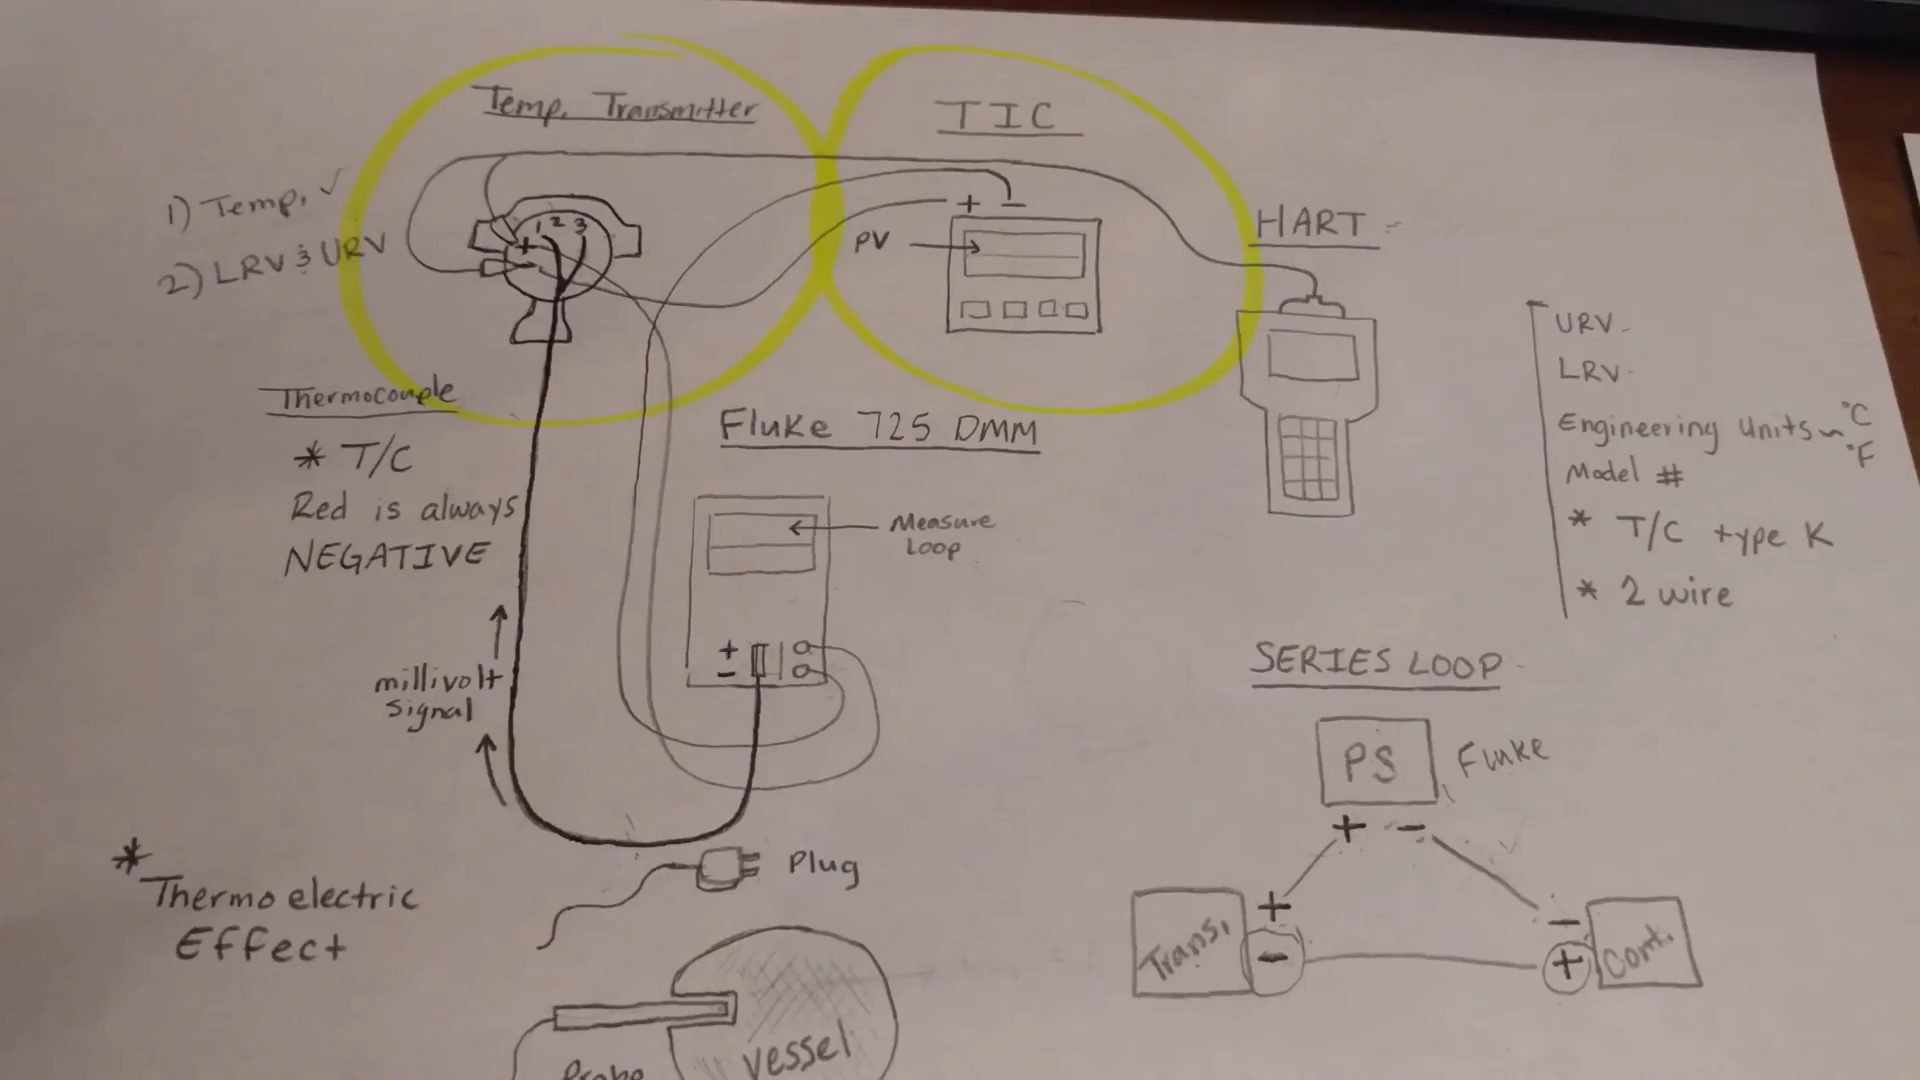 Temp. Transmitter
TIC
1) Temp. ✓
2) LRV & URV
1 2 3
+
-
+ -
PV
HART
URV
LRV
Engineering Units ~ °C
°F
Model #
* T/C type K
* 2 wire
Thermocouple
* T/C
Red is always
NEGATIVE
Fluke 725 DMM
Measure
Loop
+
-
millivolt
signal
SERIES LOOP
PS
Fluke
+ -
+
-
Trans.
-
+
Cont.
Plug
* Thermoelectric
Effect
Vessel
Probe